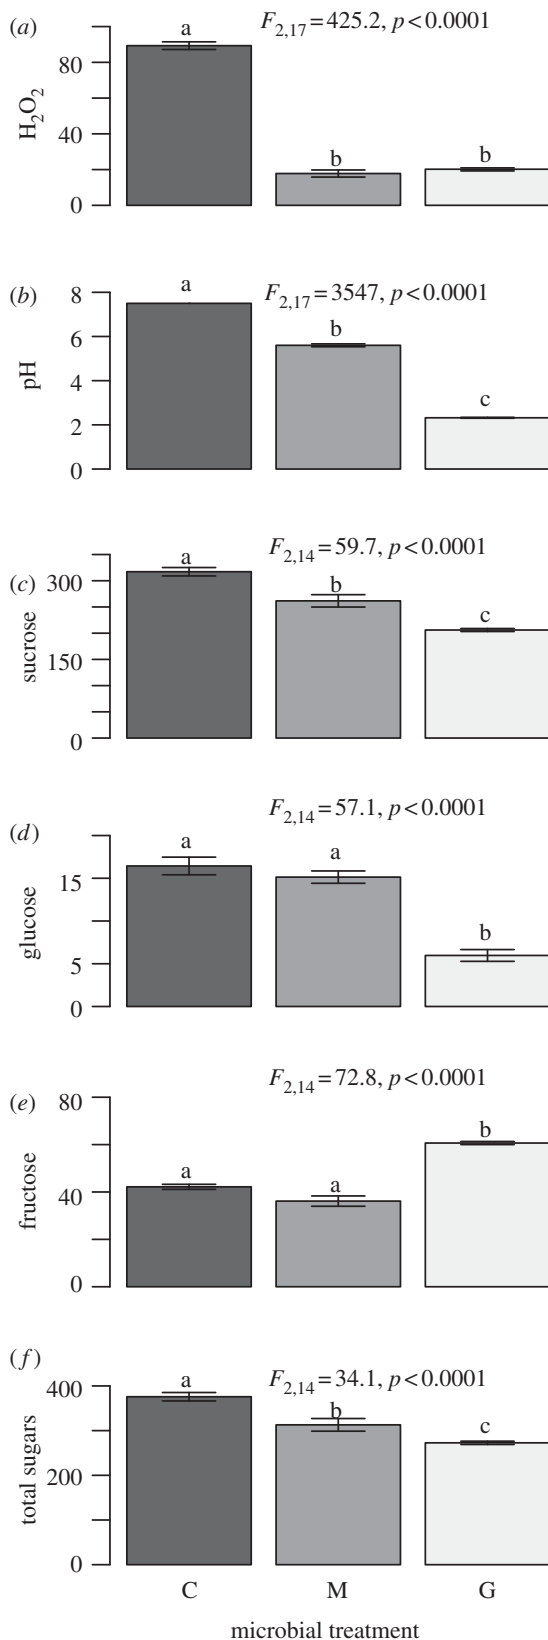 (a) F2,17 = 425.2, p < 0.0001
H2O2
80
40
0
a b b
(b) F2,17 = 3547, p < 0.0001
pH
8
6
4
2
0
a b c
(c) F2,14 = 59.7, p < 0.0001
sucrose
300
150
0
a b c
(d) F2,14 = 57.1, p < 0.0001
glucose
15
5
0
a a b
(e) F2,14 = 72.8, p < 0.0001
fructose
80
40
0
a a b
(f) F2,14 = 34.1, p < 0.0001
total sugars
400
200
0
a b c
C M G
microbial treatment